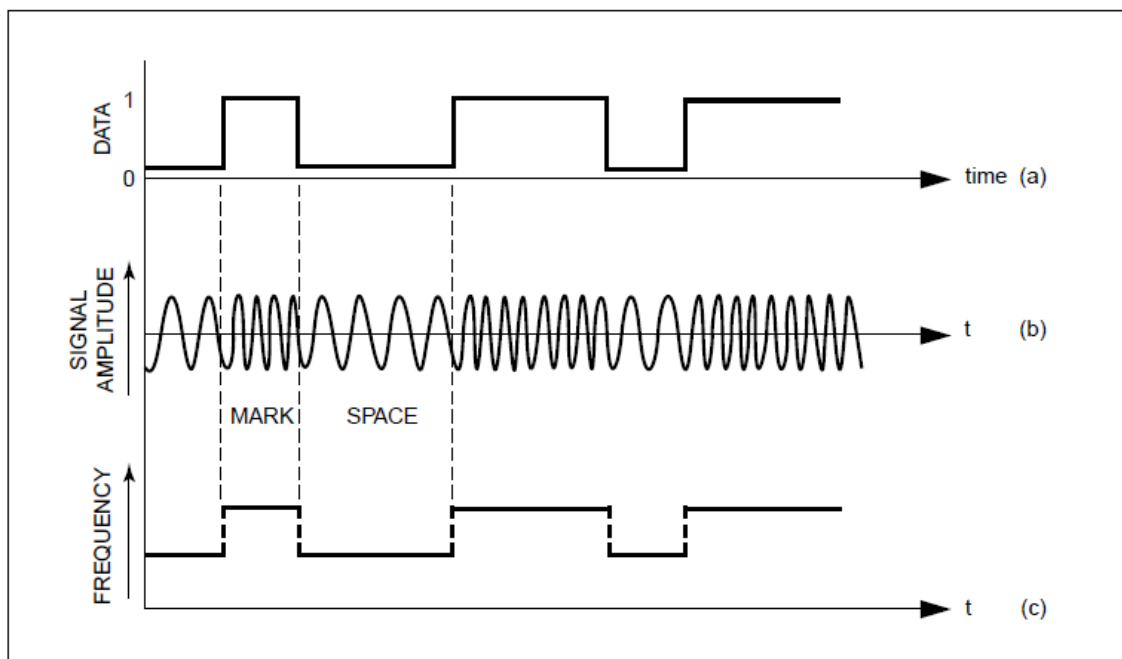 DATA
1
0
time (a)
SIGNAL
AMPLITUDE
t (b)
MARK SPACE
FREQUENCY
t (c)